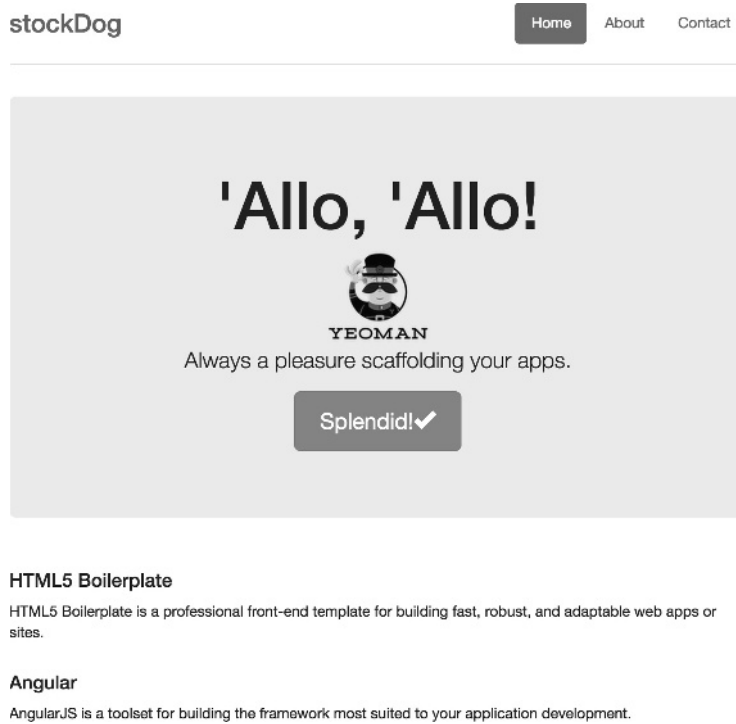 stockDog
Home About Contact
'Allo, 'Allo!
YEOMAN
Always a pleasure scaffolding your apps.
Splendid!
HTML5 Boilerplate
HTML5 Boilerplate is a professional front-end template for building fast, robust, and adaptable web apps or
sites.
Angular
AngularJS is a toolset for building the framework most suited to your application development.